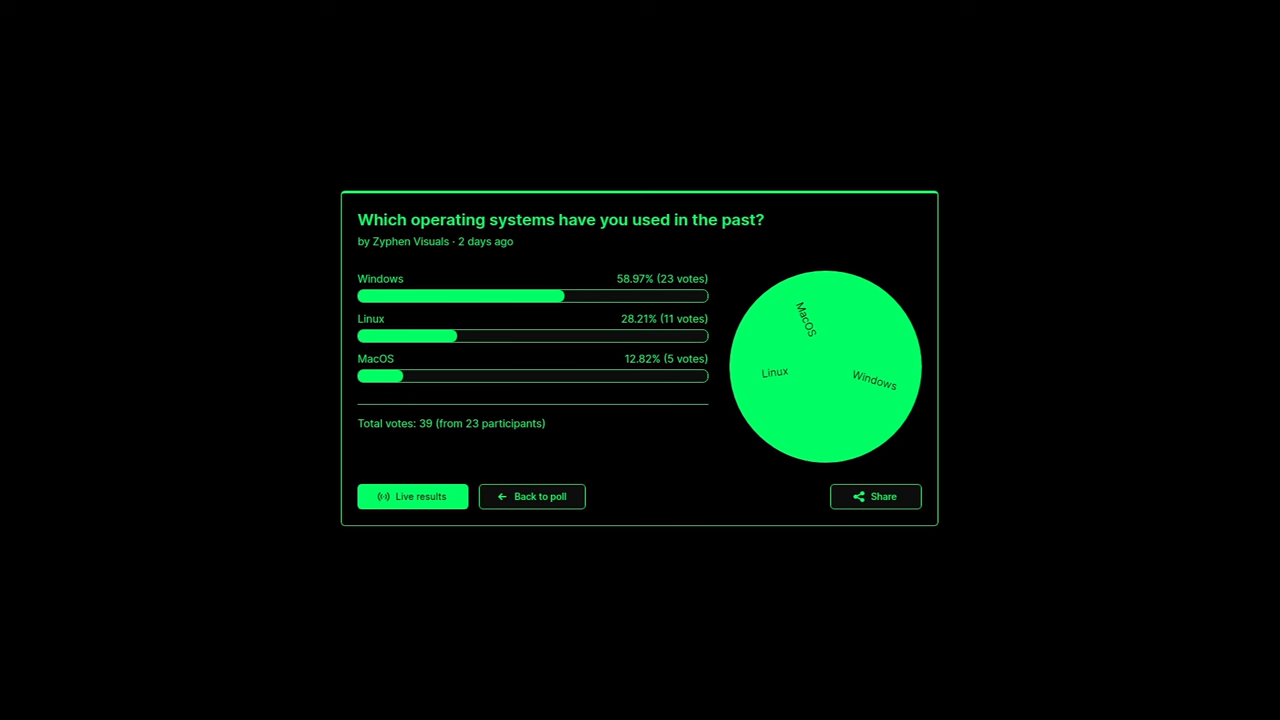 Which operating systems have you used in the past?
by Zyphen Visuals · 2 days ago
Windows 58.97% (23 votes)
Linux 28.21% (11 votes)
MacOS 12.82% (5 votes)
Total votes: 39 (from 23 participants)
MacOS
Linux
Windows
Live results
Back to poll
Share